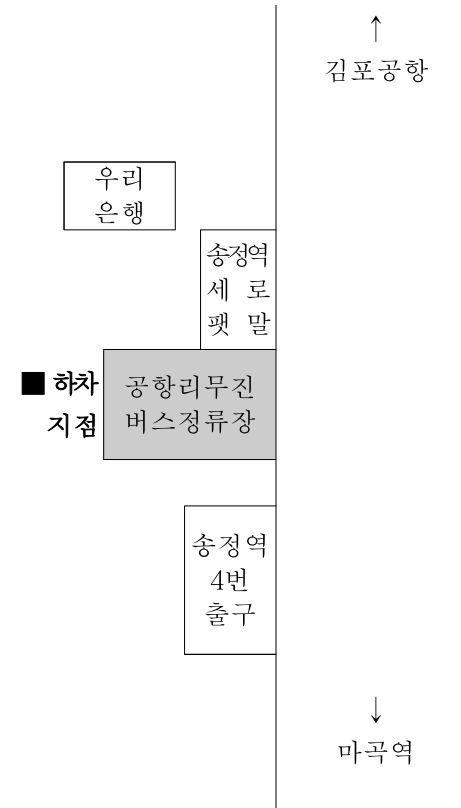 ↑
김포공항
우리
은행
송정역
세 로
팻 말
■ 하차
지점
공항리무진
버스정류장
송정역
4번
출구
↓
마곡역